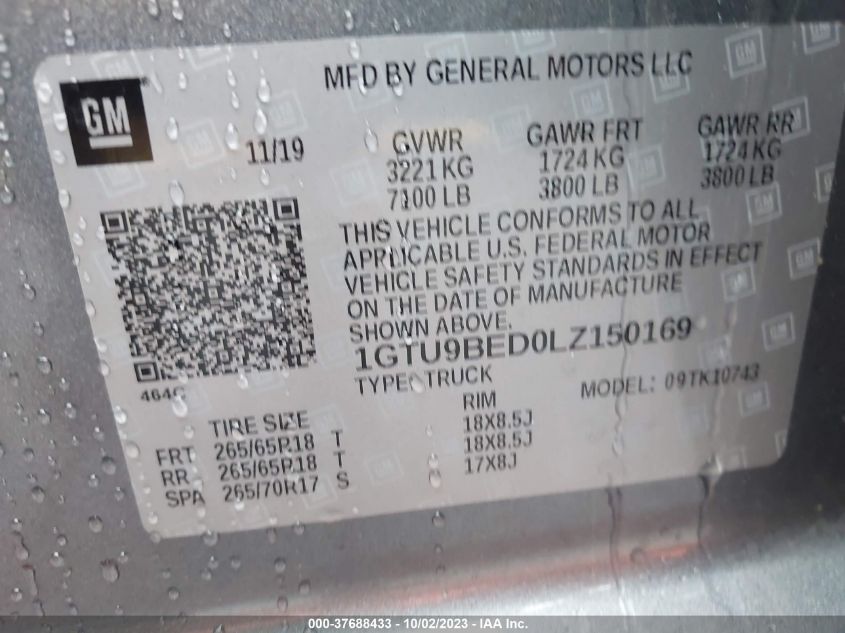 MFD BY GENERAL MOTORS LLC
GM
11/19
GVWR GAWR FRT GAWR RR
3221 KG 1724 KG 1724 KG
7100 LB 3800 LB 3800 LB
THIS VEHICLE CONFORMS TO ALL
APPLICABLE U.S. FEDERAL MOTOR
VEHICLE SAFETY STANDARDS IN EFFECT
ON THE DATE OF MANUFACTURE
SHOWN ABOVE.
1GTU9BED0LZ150169
TYPE: TRUCK MODEL: 09TK10743
TIRE SIZE RIM
FRT 265/65R18 T 18X8.5J
RR 265/65R18 T 18X8.5J
SPA 265/70R17 S 17X8J
000-37688433 - 10/02/2023 - IAA Inc.